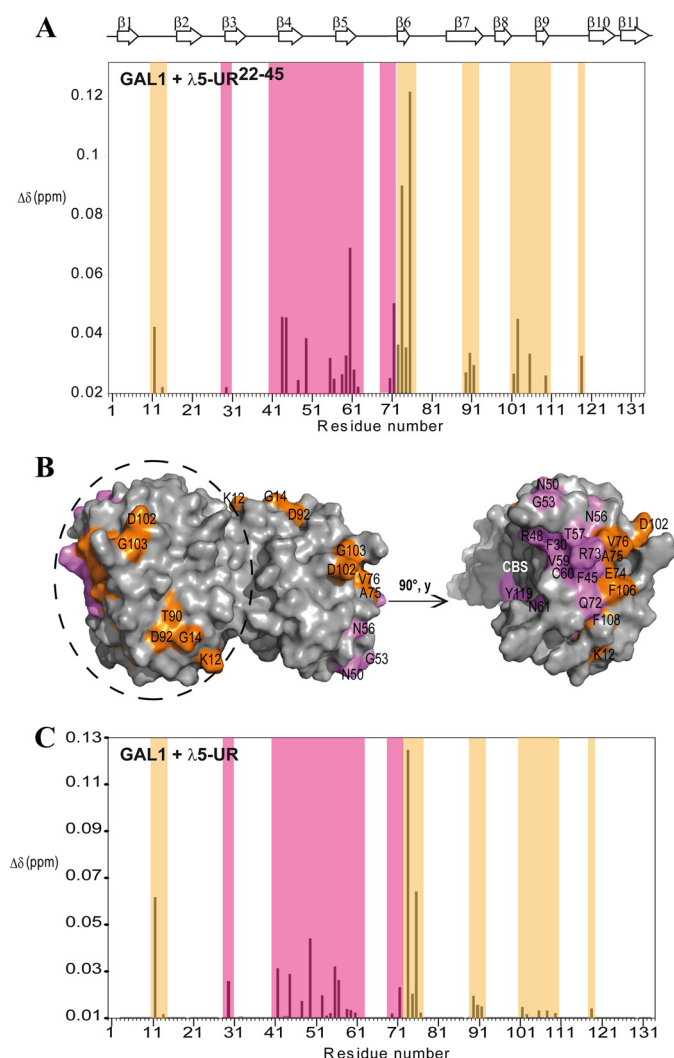 A
β1 β2 β3 β4 β5 β6 β7 β8 β9 β10 β11
GAL1 + λ5-UR22-45
0.12
0.1
0.08
Δδ (ppm)
0.06
0.04
0.02
1 11 21 31 41 51 61 71 81 91 101 111 121 131
Residue number
B
K12 G14 D92
D102 G103
G103 D102 V76 A75
T90 D92 G14 K12
N56 G53 N50
90°, y
N50 G53 N56 D102
R48 F30 T57 V76 A75
V59 R73
CBS C60 F45 E74
Y119 N61 Q72 F106
F108
K12
C
GAL1 + λ5-UR
0.13
0.11
0.09
0.07
Δδ (ppm)
0.05
0.03
0.01
1 11 21 31 41 51 61 71 81 91 101 111 121 131
Residue number